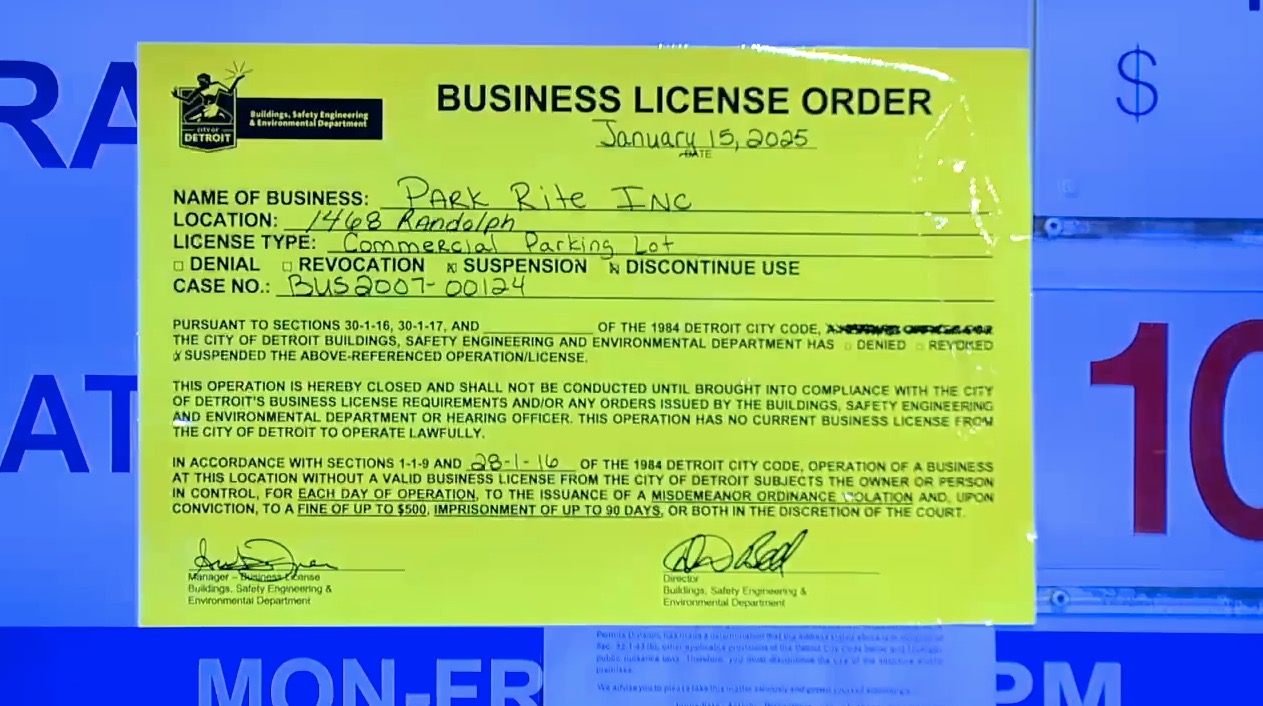 RA
$
CITY OF
DETROIT
Buildings, Safety Engineering
& Environmental Department
BUSINESS LICENSE ORDER
January 15, 2025
DATE
NAME OF BUSINESS: PARK Rite INC
LOCATION: 1468 Randolph
LICENSE TYPE: Commercial Parking Lot
☐ DENIAL ☐ REVOCATION ☒ SUSPENSION ☒ DISCONTINUE USE
CASE NO.: BUS2007-00124
PURSUANT TO SECTIONS 30-1-16, 30-1-17, AND ____________ OF THE 1984 DETROIT CITY CODE,
THE CITY OF DETROIT BUILDINGS, SAFETY ENGINEERING AND ENVIRONMENTAL DEPARTMENT HAS ☐ DENIED ☐ REVOKED
☒ SUSPENDED THE ABOVE-REFERENCED OPERATION/LICENSE.
THIS OPERATION IS HEREBY CLOSED AND SHALL NOT BE CONDUCTED UNTIL BROUGHT INTO COMPLIANCE WITH THE CITY
OF DETROIT'S BUSINESS LICENSE REQUIREMENTS AND/OR ANY ORDERS ISSUED BY THE BUILDINGS, SAFETY ENGINEERING
AND ENVIRONMENTAL DEPARTMENT OR HEARING OFFICER. THIS OPERATION HAS NO CURRENT BUSINESS LICENSE FROM
THE CITY OF DETROIT TO OPERATE LAWFULLY.
IN ACCORDANCE WITH SECTIONS 1-1-9 AND 28-1-16 OF THE 1984 DETROIT CITY CODE, OPERATION OF A BUSINESS
AT THIS LOCATION WITHOUT A VALID BUSINESS LICENSE FROM THE CITY OF DETROIT SUBJECTS THE OWNER OR PERSON
IN CONTROL, FOR EACH DAY OF OPERATION, TO THE ISSUANCE OF A MISDEMEANOR ORDINANCE VIOLATION AND, UPON
CONVICTION, TO A FINE OF UP TO $500, IMPRISONMENT OF UP TO 90 DAYS, OR BOTH IN THE DISCRETION OF THE COURT.
Manager – Business License
Buildings, Safety Engineering &
Environmental Department
Director
Buildings, Safety Engineering &
Environmental Department
AT
10
MON-FR
PM